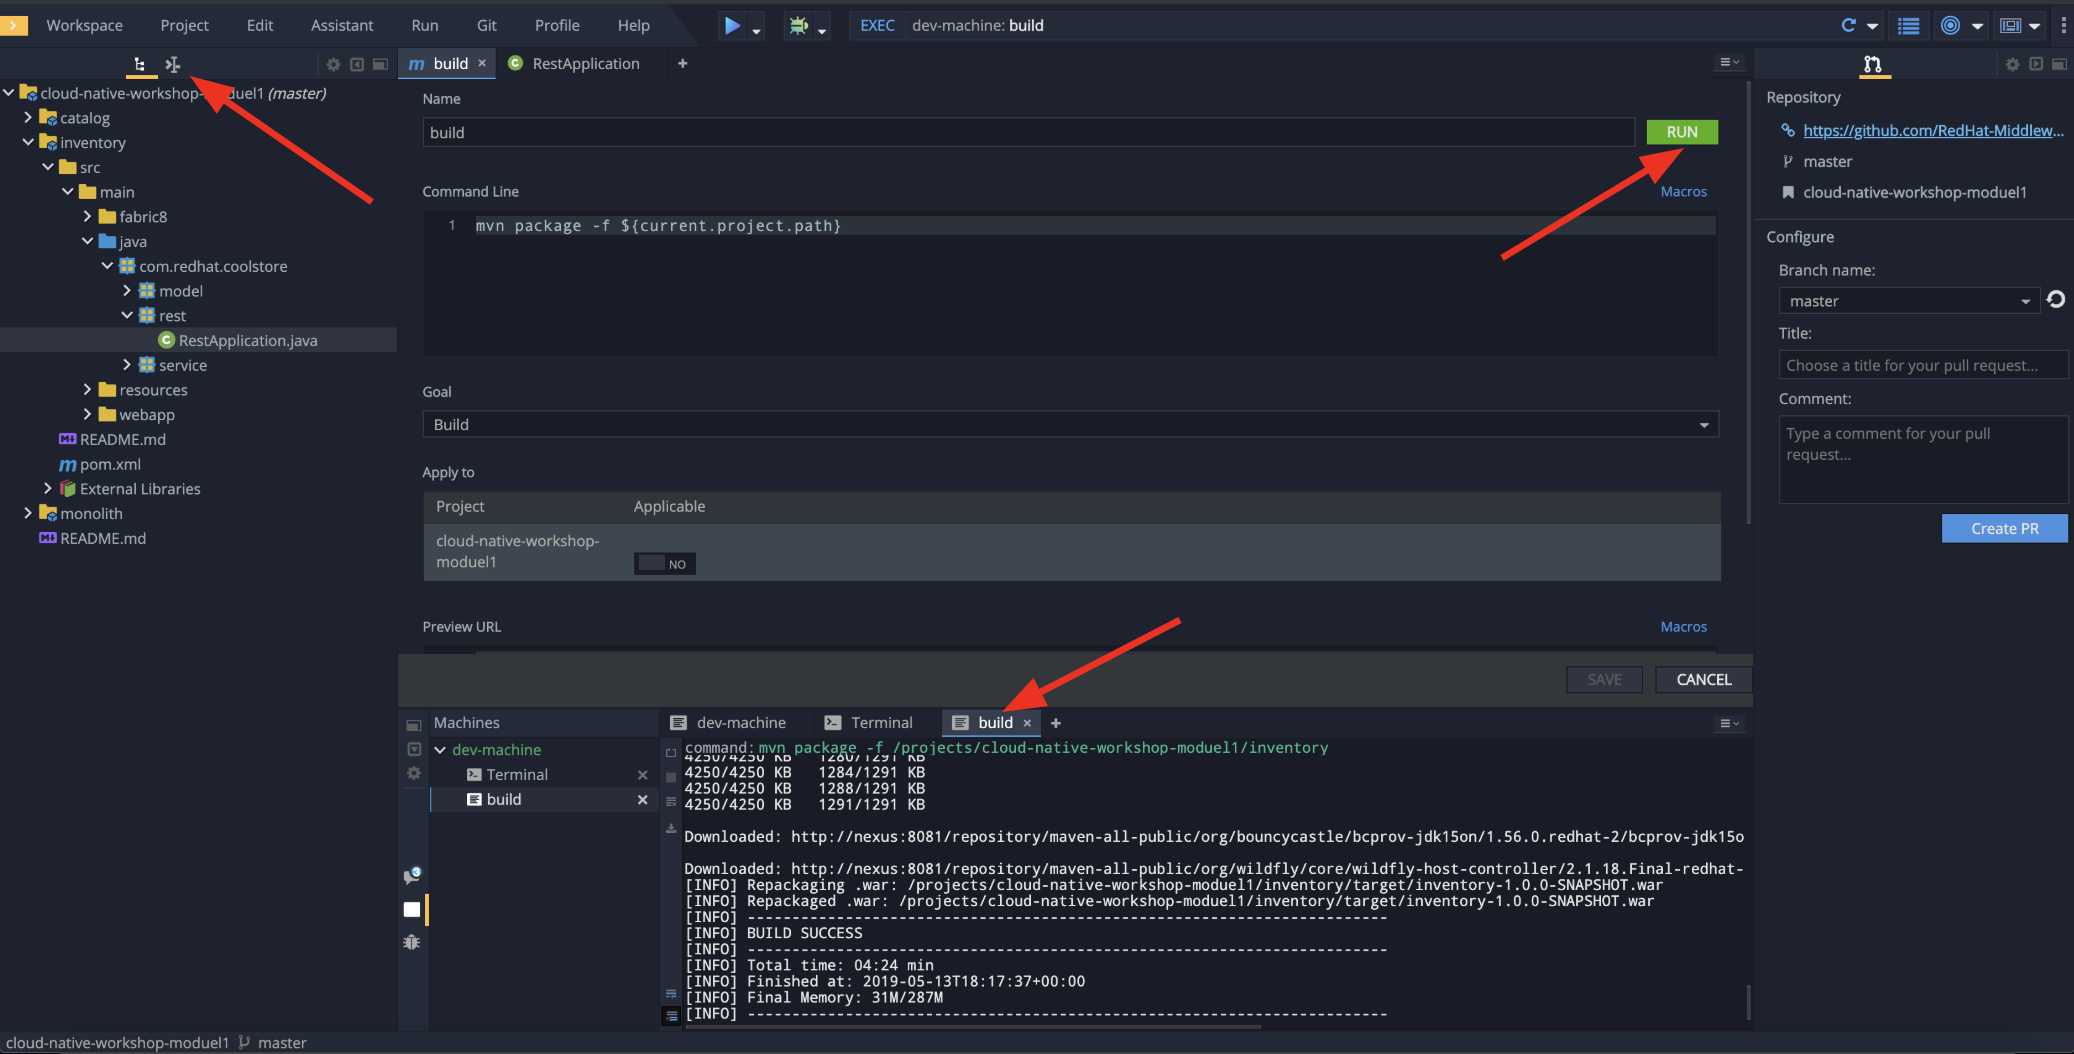 Workspace Project Edit Assistant Run Git Profile Help EXEC dev-machine: build
build × RestApplication +
cloud-native-workshop-moduel1 (master)
catalog
inventory
src
main
fabric8
java
com.redhat.coolstore
model
rest
RestApplication.java
service
resources
webapp
README.md
pom.xml
External Libraries
monolith
README.md
Name
build
RUN
Command Line
Macros
1 mvn package -f ${current.project.path}
Goal
Build
Apply to
Project Applicable
cloud-native-workshop-
moduel1
NO
Preview URL
Macros
SAVE CANCEL
Repository
https://github.com/RedHat-Middlew...
master
cloud-native-workshop-moduel1
Configure
Branch name:
master
Title:
Choose a title for your pull request...
Comment:
Type a comment for your pull
request...
Create PR
Machines
dev-machine
Terminal
build
3
dev-machine Terminal build × +
command: mvn package -f /projects/cloud-native-workshop-moduel1/inventory
4250/4250 KB 1280/1291 KB
4250/4250 KB 1284/1291 KB
4250/4250 KB 1288/1291 KB
4250/4250 KB 1291/1291 KB
Downloaded: http://nexus:8081/repository/maven-all-public/org/bouncycastle/bcprov-jdk15on/1.56.0.redhat-2/bcprov-jdk15o
Downloaded: http://nexus:8081/repository/maven-all-public/org/wildfly/core/wildfly-host-controller/2.1.18.Final-redhat-
[INFO] Repackaging .war: /projects/cloud-native-workshop-moduel1/inventory/target/inventory-1.0.0-SNAPSHOT.war
[INFO] Repackaged .war: /projects/cloud-native-workshop-moduel1/inventory/target/inventory-1.0.0-SNAPSHOT.war
[INFO] ------------------------------------------------------------------------
[INFO] BUILD SUCCESS
[INFO] ------------------------------------------------------------------------
[INFO] Total time: 04:24 min
[INFO] Finished at: 2019-05-13T18:17:37+00:00
[INFO] Final Memory: 31M/287M
[INFO] ------------------------------------------------------------------------
cloud-native-workshop-moduel1 master